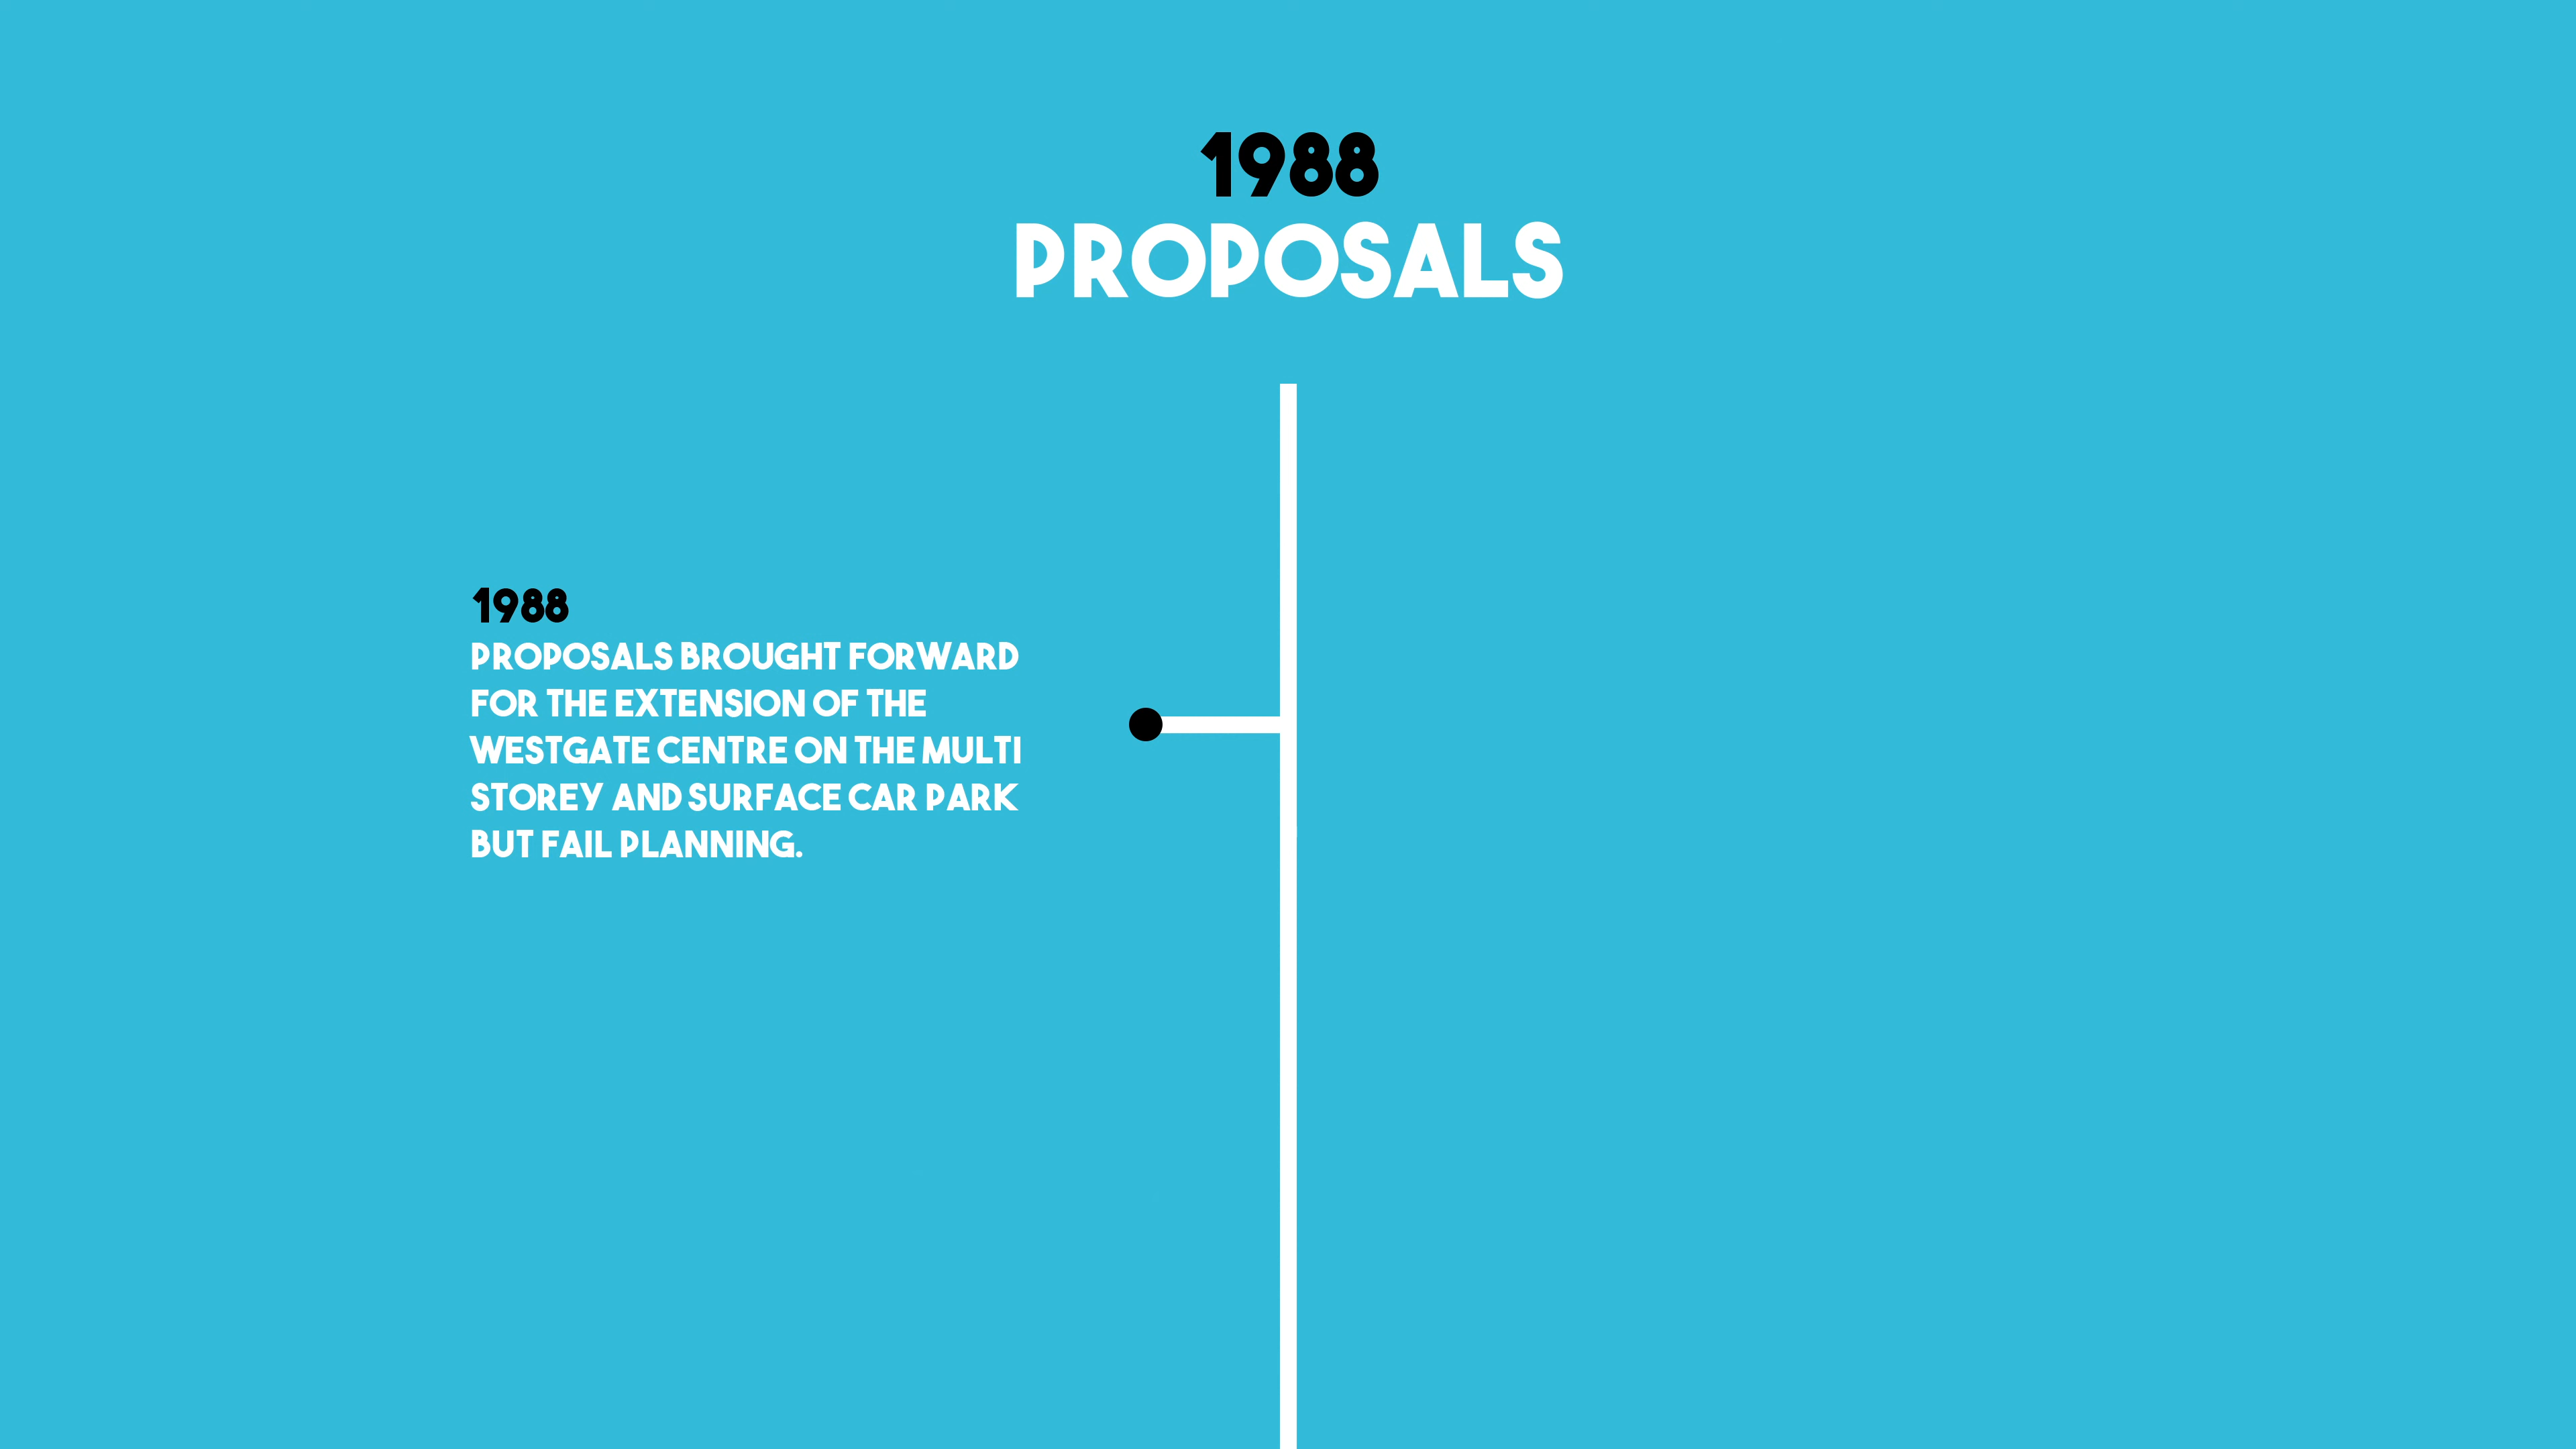 1988
PROPOSALS
1988
PROPOSALS BROUGHT FORWARD
FOR THE EXTENSION OF THE
WESTGATE CENTRE ON THE MULTI
STOREY AND SURFACE CAR PARK
BUT FAIL PLANNING.